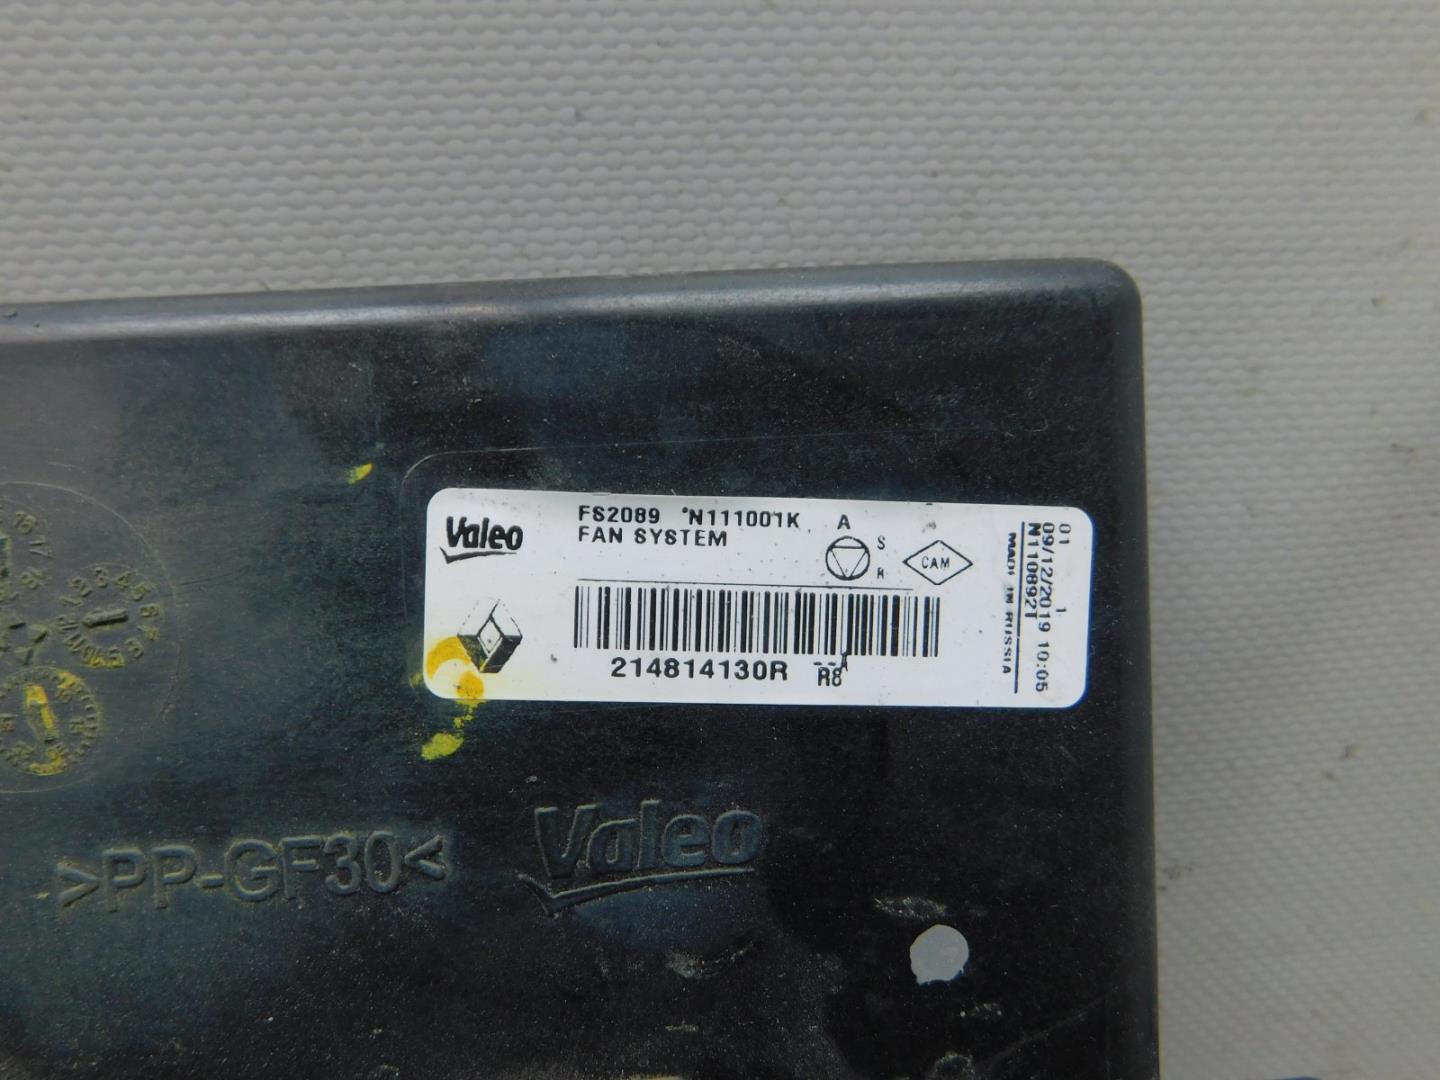 Valeo
FS2089 N111001K A
FAN SYSTEM
S
R
CAM
214814130R
R8
01 1
09/12/2019 10:05
N110892T
MADE IN RUSSIA
>PP-GF30<
Valeo